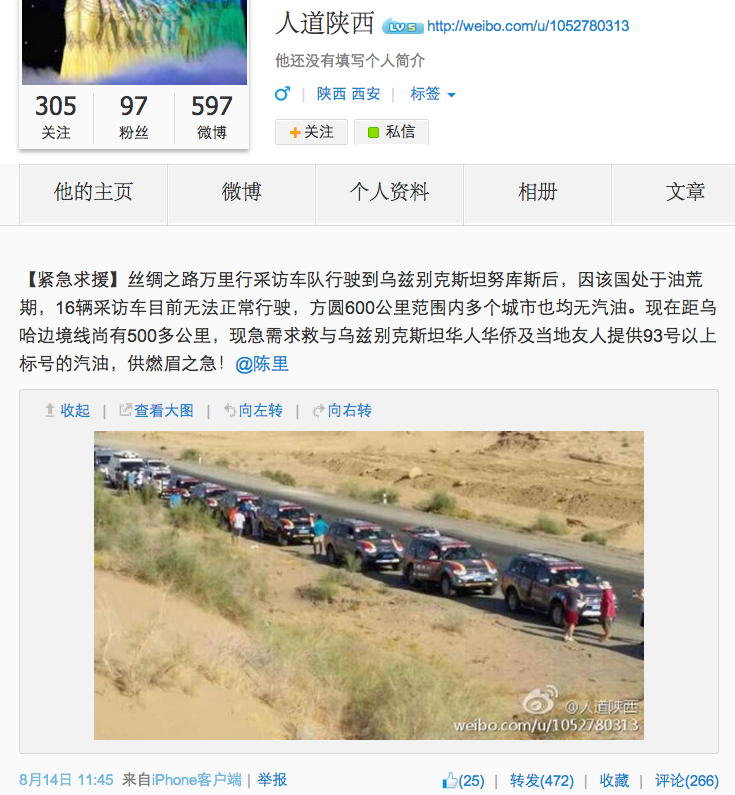 人道陕西 LV5 http://weibo.com/u/1052780313
他还没有填写个人简介
陕西 西安 | 标签
305 97 597
关注 粉丝 微博
+关注 私信
他的主页 微博 个人资料 相册 文章
【紧急求援】丝绸之路万里行采访车队行驶到乌兹别克斯坦努库斯后，因该国处于油荒
期，16辆采访车目前无法正常行驶，方圆600公里范围内多个城市也均无汽油。现在距乌
哈边境线尚有500多公里，现急需求救与乌兹别克斯坦华人华侨及当地友人提供93号以上
标号的汽油，供燃眉之急！@陈里
收起 | 查看大图 | 向左转 | 向右转
@人道陕西
weibo.com/u/1052780313
8月14日 11:45 来自iPhone客户端 | 举报 (25) | 转发(472) | 收藏 | 评论(266)